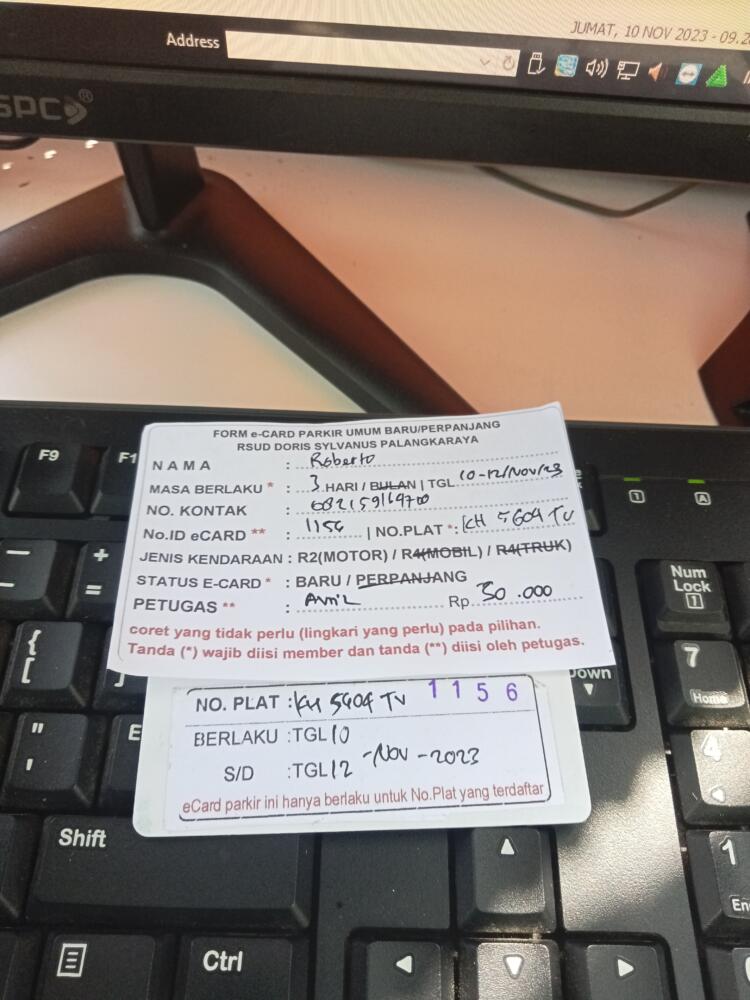 JUMAT, 10 NOV 2023 - 09.2
Address
SPC
F9
F1
FORM e-CARD PARKIR UMUM BARU/PERPANJANG
RSUD DORIS SYLVANUS PALANGKARAYA
NAMA : Roberto
MASA BERLAKU * : 3 HARI / BULAN | TGL 10-12/Nov/23
NO. KONTAK : 082159169700
No.ID eCARD ** : 1156 | NO.PLAT *: KH 5604 TV
JENIS KENDARAAN : R2(MOTOR) / R4(MOBIL) / R4(TRUK)
STATUS E-CARD * : BARU / PERPANJANG
PETUGAS ** : Rp 30.000
coret yang tidak perlu (lingkari yang perlu) pada pilihan.
Tanda (*) wajib diisi member dan tanda (**) diisi oleh petugas.
NO. PLAT : KH 5604 TV 1156
BERLAKU : TGL 10
S/D : TGL 12 -Nov -2023
eCard parkir ini hanya berlaku untuk No.Plat yang terdaftar
Num
Lock
1
A
7
Home
4
1
En
Down
+
=
{
[
"
'
E
Shift
Ctrl